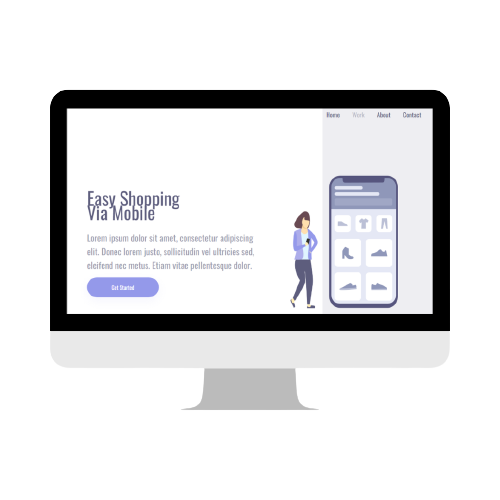 Home Work About Contact
Easy Shopping
Via Mobile
Lorem ipsum dolor sit amet, consectetur adipiscing
elit. Donec lorem justo, sollicitudin vel ultricies sed,
eleifend nec metus. Etiam vitae pellentesque dolor.
Get Started